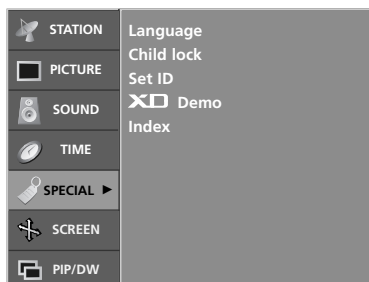 STATION
PICTURE
SOUND
TIME
SPECIAL
SCREEN
PIP/DW
Language
Child lock
Set ID
XD Demo
Index